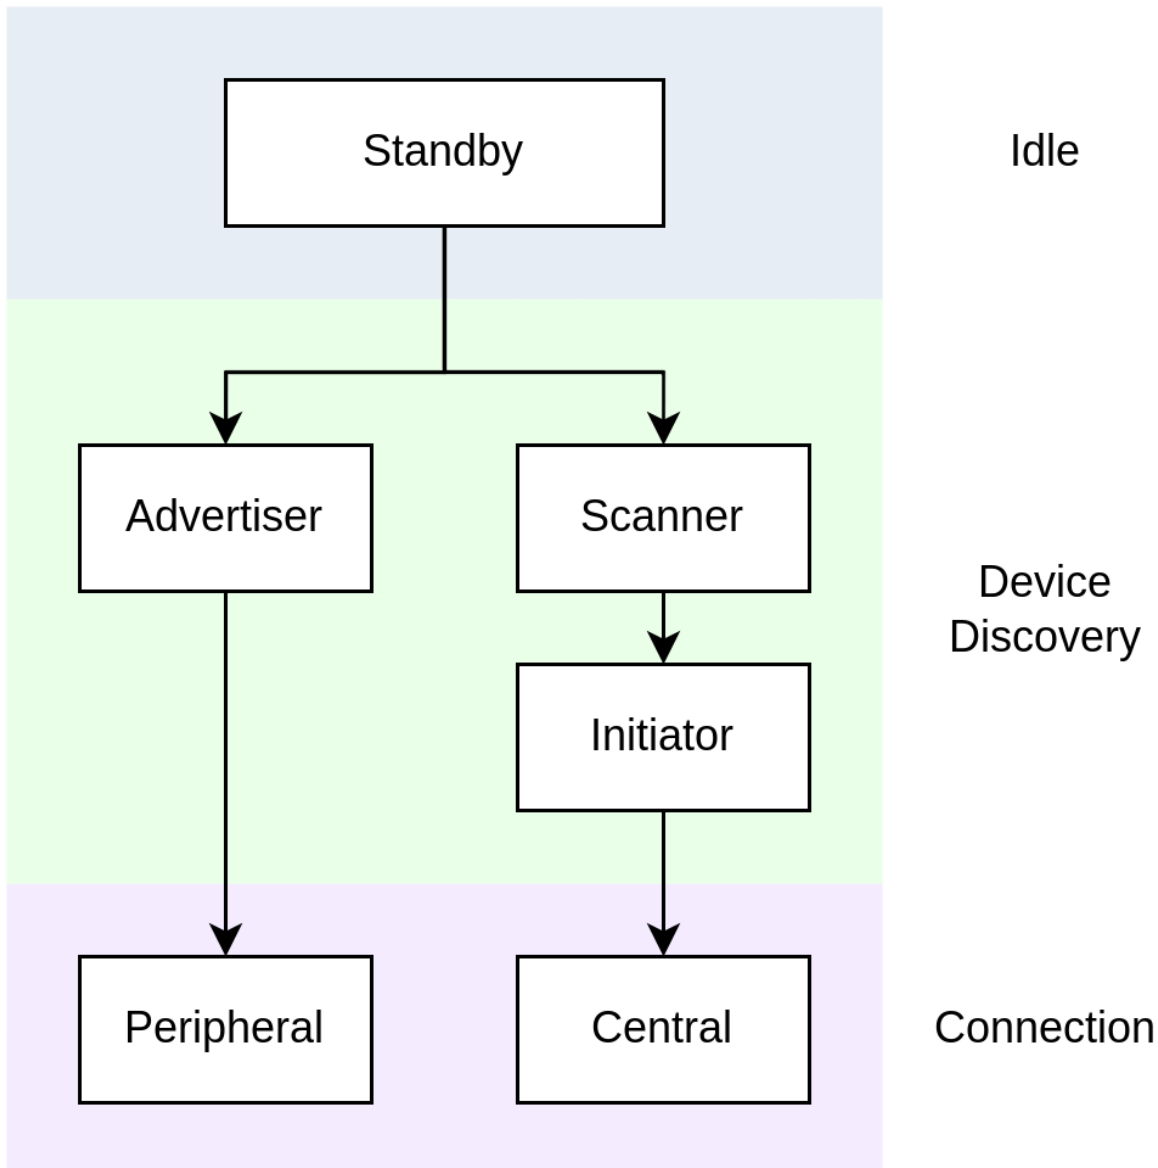 Standby
Idle
Advertiser
Scanner
Device
Discovery
Initiator
Peripheral
Central
Connection